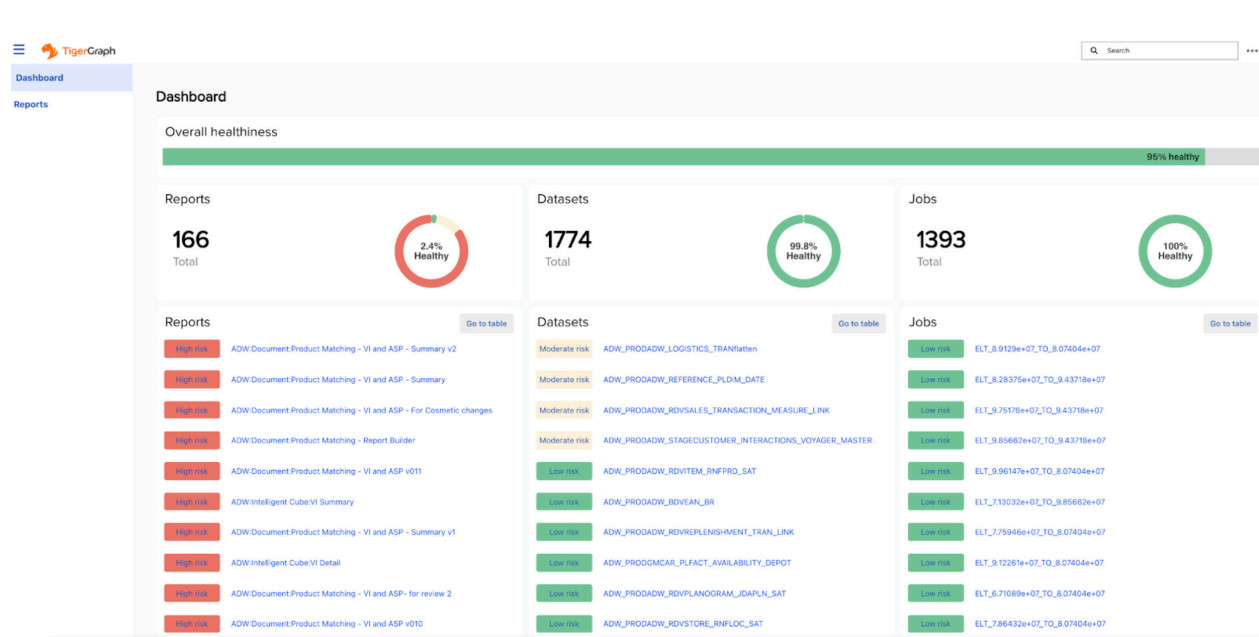 TigerGraph
Search
Dashboard
Reports
Dashboard
Overall healthiness
95% healthy
Reports
166
Total
2.4%
Healthy
Datasets
1774
Total
99.8%
Healthy
Jobs
1393
Total
100%
Healthy
Reports
Go to table
High risk ADW:Document:Product Matching - VI and ASP - Summary v2
High risk ADW:Document:Product Matching - VI and ASP - Summary
High risk ADW:Document:Product Matching - VI and ASP - For Cosmetic changes
High risk ADW:Document:Product Matching - Report Builder
High risk ADW:Document:Product Matching - VI and ASP v011
High risk ADW:Intelligent Cube:VI Summary
High risk ADW:Document:Product Matching - VI and ASP - Summary v1
High risk ADW:Intelligent Cube:VI Detail
High risk ADW:Document:Product Matching - VI and ASP- for review 2
High risk ADW:Document:Product Matching - VI and ASP v010
Datasets
Go to table
Moderate risk ADW_PRODADW_LOGISTICS_TRANflatten
Moderate risk ADW_PRODADW_REFERENCE_PLDIM_DATE
Moderate risk ADW_PRODADW_RDVSALES_TRANSACTION_MEASURE_LINK
Moderate risk ADW_PRODADW_STAGECUSTOMER_INTERACTIONS_VOYAGER_MASTER
Low risk ADW_PRODADW_RDVITEM_RNFPRD_SAT
Low risk ADW_PRODADW_BDVEAN_BR
Low risk ADW_PRODADW_RDVREPLENISHMENT_TRAN_LINK
Low risk ADW_PRODGMCAR_PLFACT_AVAILABILITY_DEPOT
Low risk ADW_PRODADW_RDVPLANOGRAM_JDAPLN_SAT
Low risk ADW_PRODADW_RDVSTORE_RNFLOC_SAT
Jobs
Go to table
Low risk ELT_8.9129e+07_TO_8.07404e+07
Low risk ELT_8.28375e+07_TO_9.43718e+07
Low risk ELT_9.75176e+07_TO_9.43718e+07
Low risk ELT_9.85662e+07_TO_9.43718e+07
Low risk ELT_9.96147e+07_TO_8.07404e+07
Low risk ELT_7.13032e+07_TO_9.85662e+07
Low risk ELT_7.75946e+07_TO_8.07404e+07
Low risk ELT_9.12261e+07_TO_8.07404e+07
Low risk ELT_6.71089e+07_TO_8.07404e+07
Low risk ELT_7.86432e+07_TO_8.07404e+07